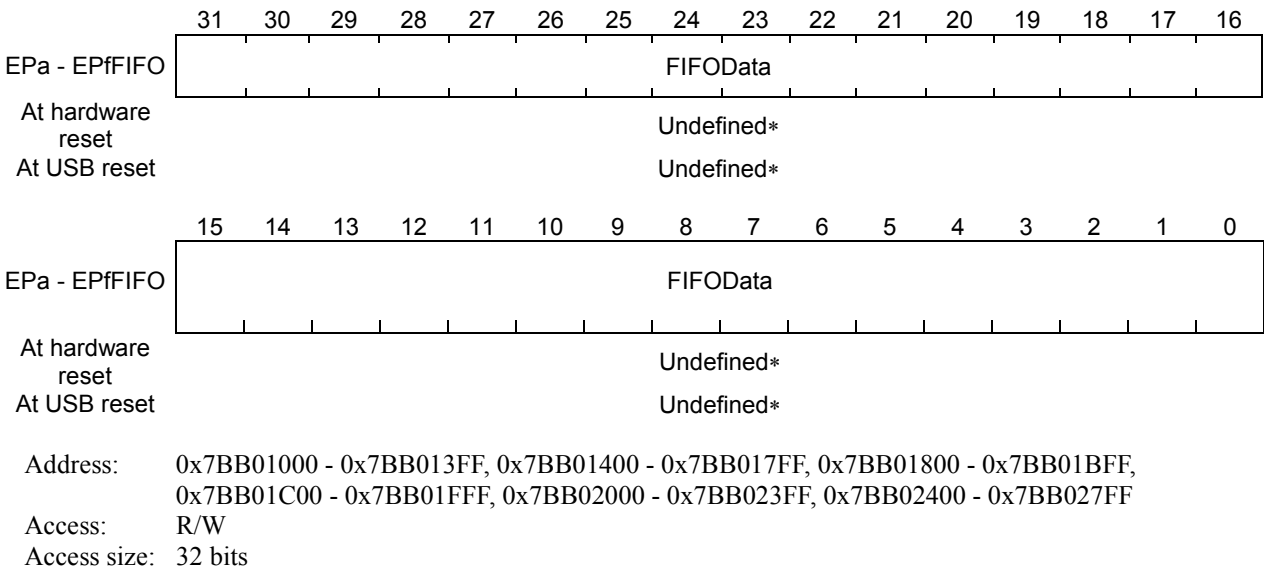 31 30 29 28 27 26 25 24 23 22 21 20 19 18 17 16
EPa - EPfFIFO FIFOData
At hardware
reset
Undefined*
At USB reset Undefined*
15 14 13 12 11 10 9 8 7 6 5 4 3 2 1 0
EPa - EPfFIFO FIFOData
At hardware
reset
Undefined*
At USB reset Undefined*
Address: 0x7BB01000 - 0x7BB013FF, 0x7BB01400 - 0x7BB017FF, 0x7BB01800 - 0x7BB01BFF,
0x7BB01C00 - 0x7BB01FFF, 0x7BB02000 - 0x7BB023FF, 0x7BB02400 - 0x7BB027FF
Access: R/W
Access size: 32 bits